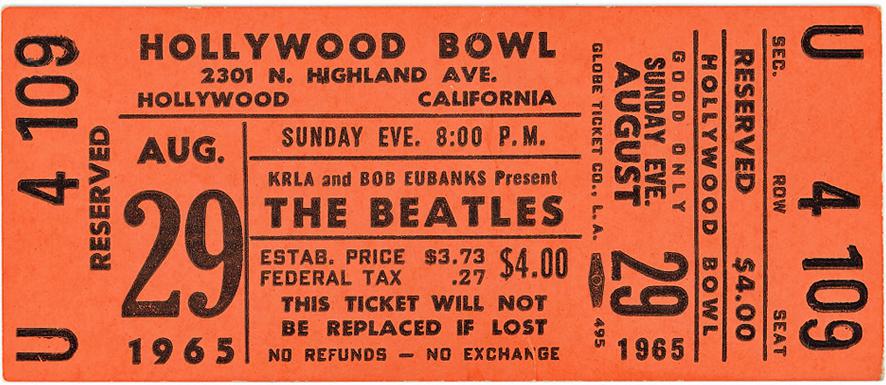 U 4 109
RESERVED
HOLLYWOOD BOWL
2301 N. HIGHLAND AVE.
HOLLYWOOD CALIFORNIA
AUG.
29
1965
SUNDAY EVE. 8:00 P.M.
KRLA and BOB EUBANKS Present
THE BEATLES
ESTAB. PRICE $3.73
FEDERAL TAX .27
$4.00
THIS TICKET WILL NOT
BE REPLACED IF LOST
NO REFUNDS — NO EXCHANGE
GLOBE TICKET CO., L. A. 495
HOLLYWOOD BOWL
GOOD ONLY
SUNDAY EVE.
AUGUST
29
1965
RESERVED $4.00
SEC. ROW SEAT
U 4 109